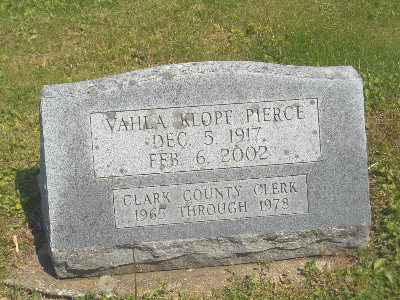 VAHLA KLOPF PIERCE
DEC. 5, 1917
FEB. 6, 2002
CLARK COUNTY CLERK
1965 THROUGH 1978